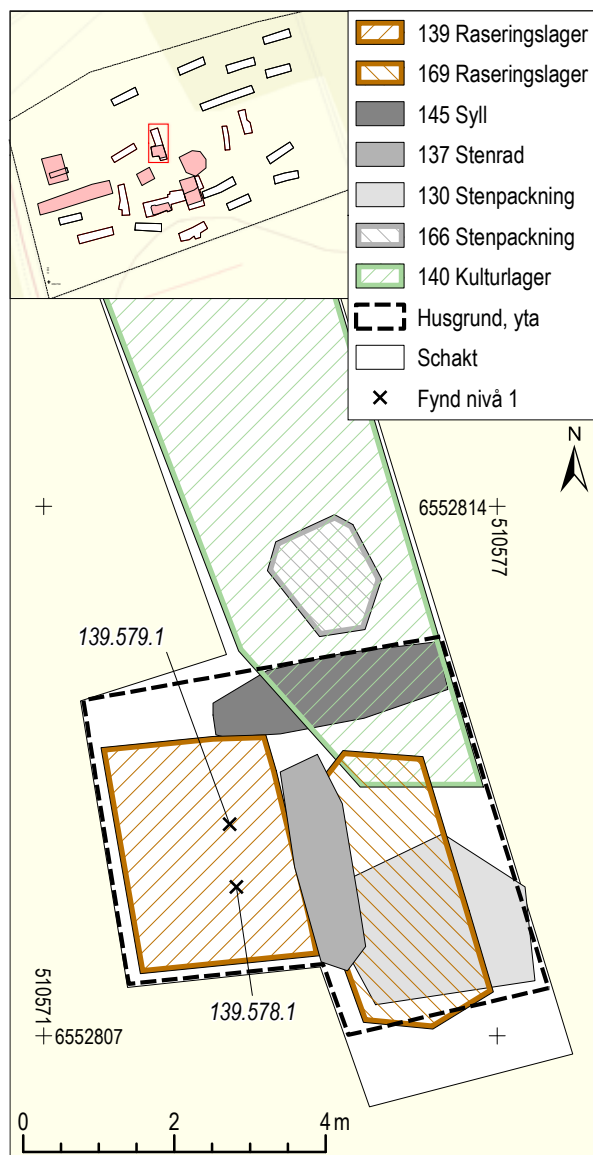 139 Raseringslager
169 Raseringslager
145 Syll
137 Stenrad
130 Stenpackning
166 Stenpackning
140 Kulturlager
Husgrund, yta
Schakt
Fynd nivå 1
N
6552814
510577
139.579.1
139.578.1
510571
6552807
0 2 4 m